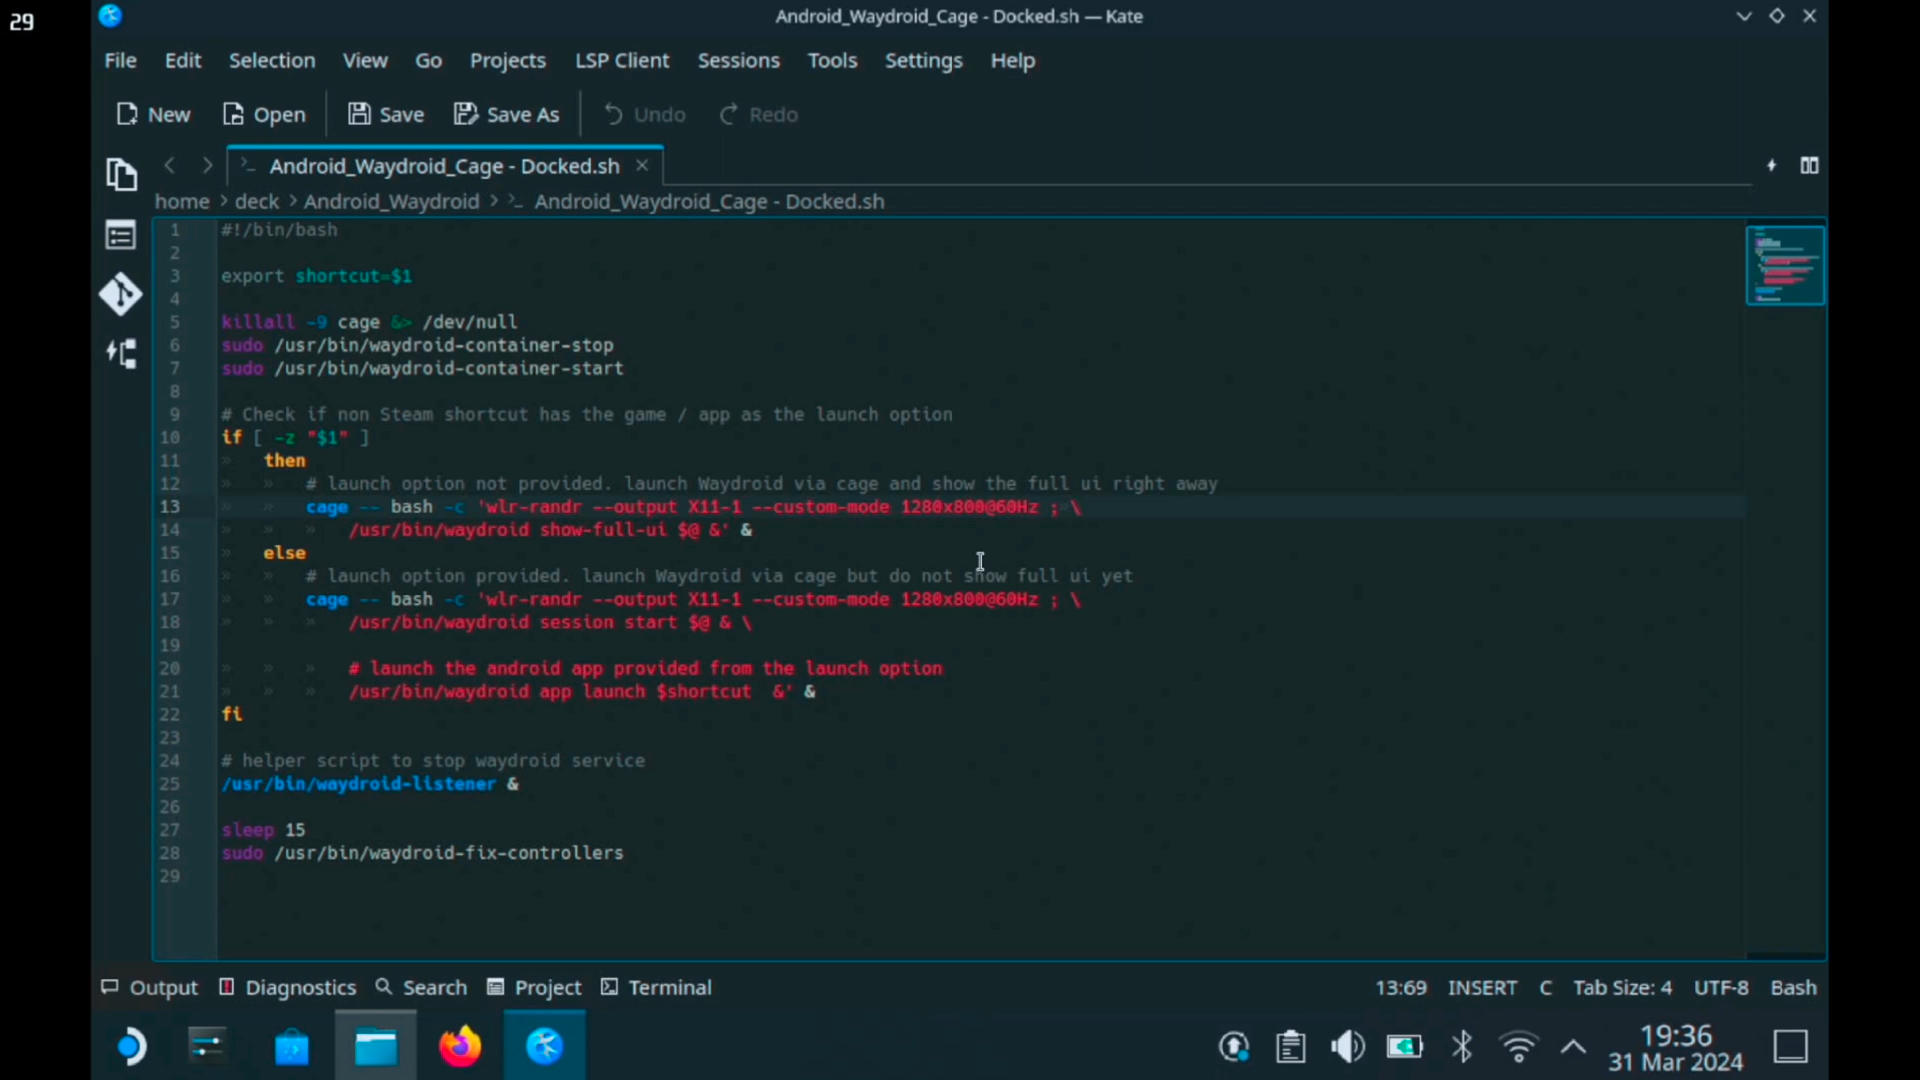 29
Android_Waydroid_Cage - Docked.sh — Kate
File Edit Selection View Go Projects LSP Client Sessions Tools Settings Help
New Open Save Save As Undo Redo
Android_Waydroid_Cage - Docked.sh
home > deck > Android_Waydroid > Android_Waydroid_Cage - Docked.sh
1 #!/bin/bash
2
3 export shortcut=$1
4
5 killall -9 cage &> /dev/null
6 sudo /usr/bin/waydroid-container-stop
7 sudo /usr/bin/waydroid-container-start
8
9 # Check if non Steam shortcut has the game / app as the launch option
10 if [ -z "$1" ]
11 then
12 # launch option not provided. launch Waydroid via cage and show the full ui right away
13 cage -- bash -c 'wlr-randr --output X11-1 --custom-mode 1280x800@60Hz ; \
14 /usr/bin/waydroid show-full-ui $@ &' &
15 else
16 # launch option provided. launch Waydroid via cage but do not show full ui yet
17 cage -- bash -c 'wlr-randr --output X11-1 --custom-mode 1280x800@60Hz ; \
18 /usr/bin/waydroid session start $@ & \
19
20 # launch the android app provided from the launch option
21 /usr/bin/waydroid app launch $shortcut &' &
22 fi
23
24 # helper script to stop waydroid service
25 /usr/bin/waydroid-listener &
26
27 sleep 15
28 sudo /usr/bin/waydroid-fix-controllers
29
Output Diagnostics Search Project Terminal 13:69 INSERT C Tab Size: 4 UTF-8 Bash
19:36
31 Mar 2024